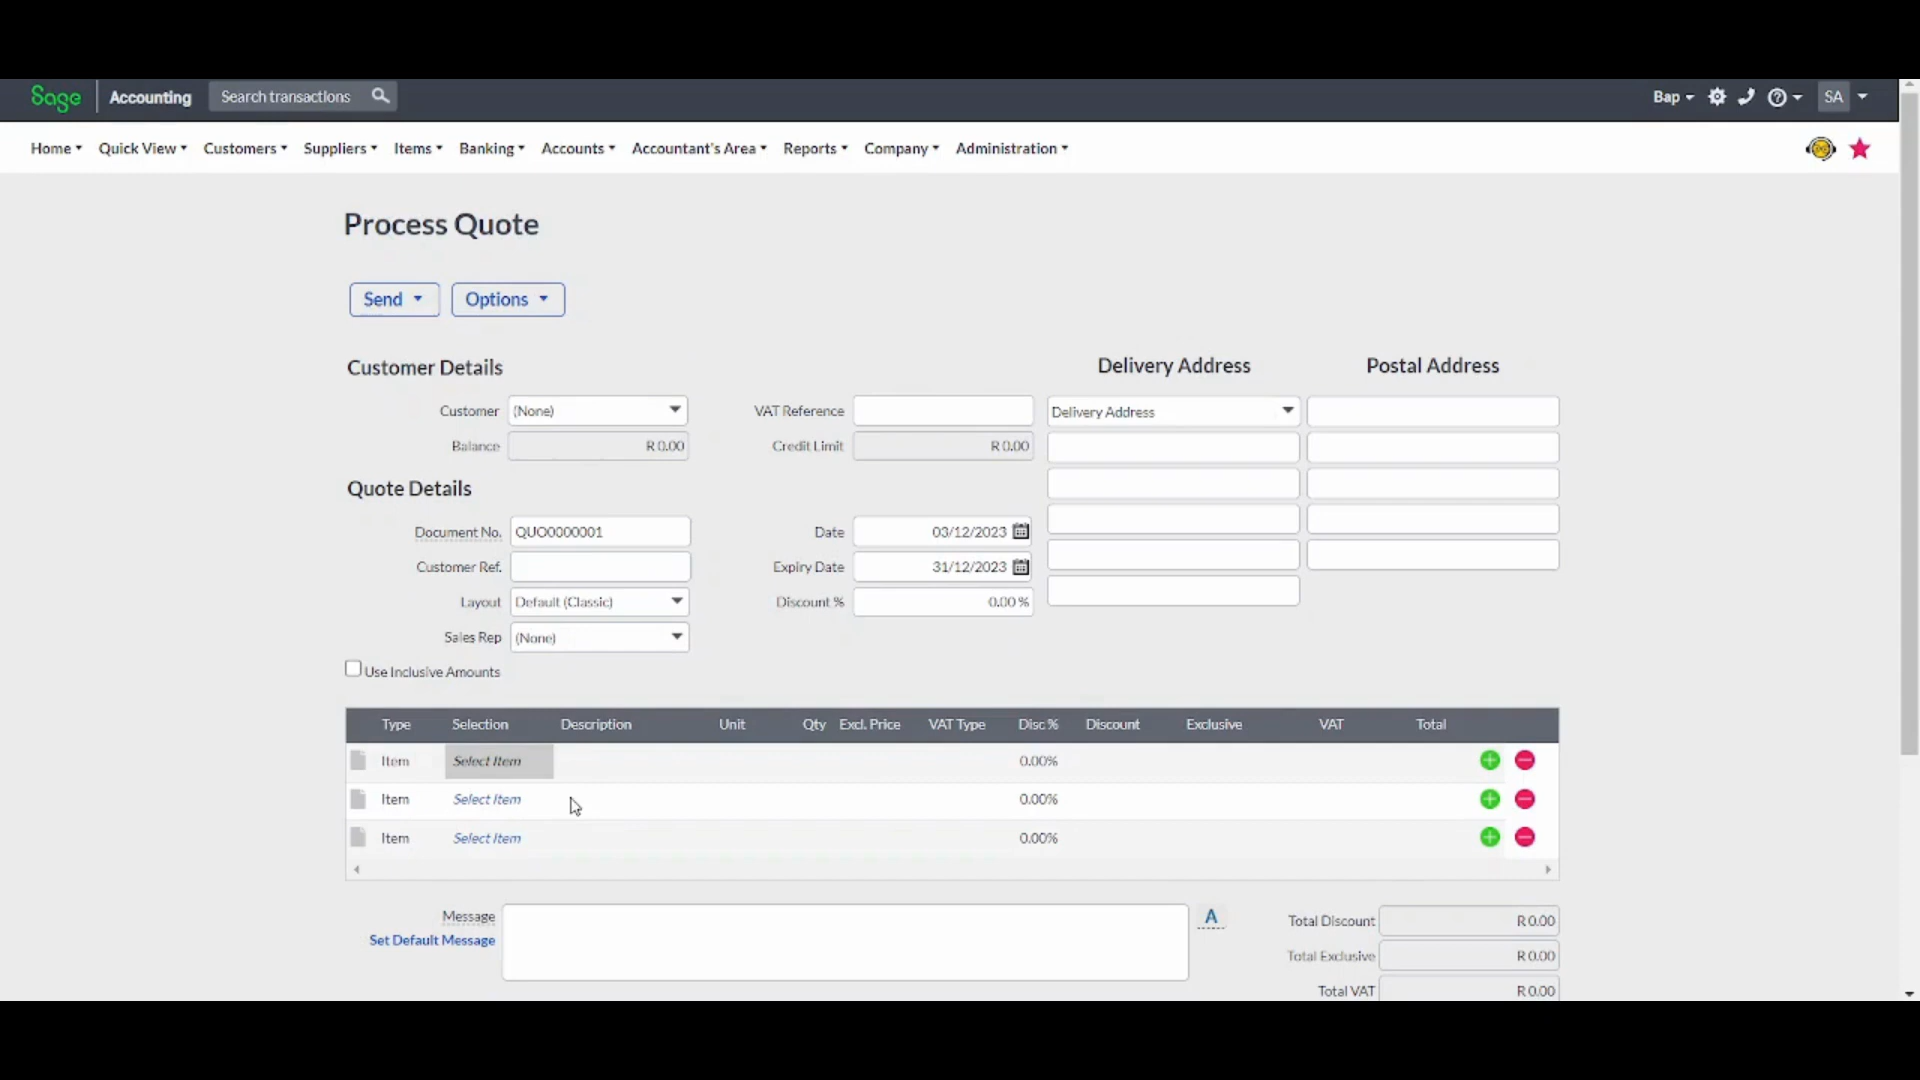 Sage Accounting Search transactions Bap SA
Home Quick View Customers Suppliers Items Banking Accounts Accountant's Area Reports Company Administration
Process Quote
Send Options
Customer Details Delivery Address Postal Address
Customer (None) VAT Reference Delivery Address
Balance R 0.00 Credit Limit R 0.00
Quote Details
Document No. QUO0000001 Date 03/12/2023
Customer Ref. Expiry Date 31/12/2023
Layout Default (Classic) Discount % 0.00 %
Sales Rep (None)
Use Inclusive Amounts
Type Selection Description Unit Qty Excl. Price VAT Type Disc % Discount Exclusive VAT Total
Item Select Item 0.00%
Item Select Item 0.00%
Item Select Item 0.00%
Message A Total Discount R 0.00
Set Default Message Total Exclusive R 0.00
Total VAT R 0.00